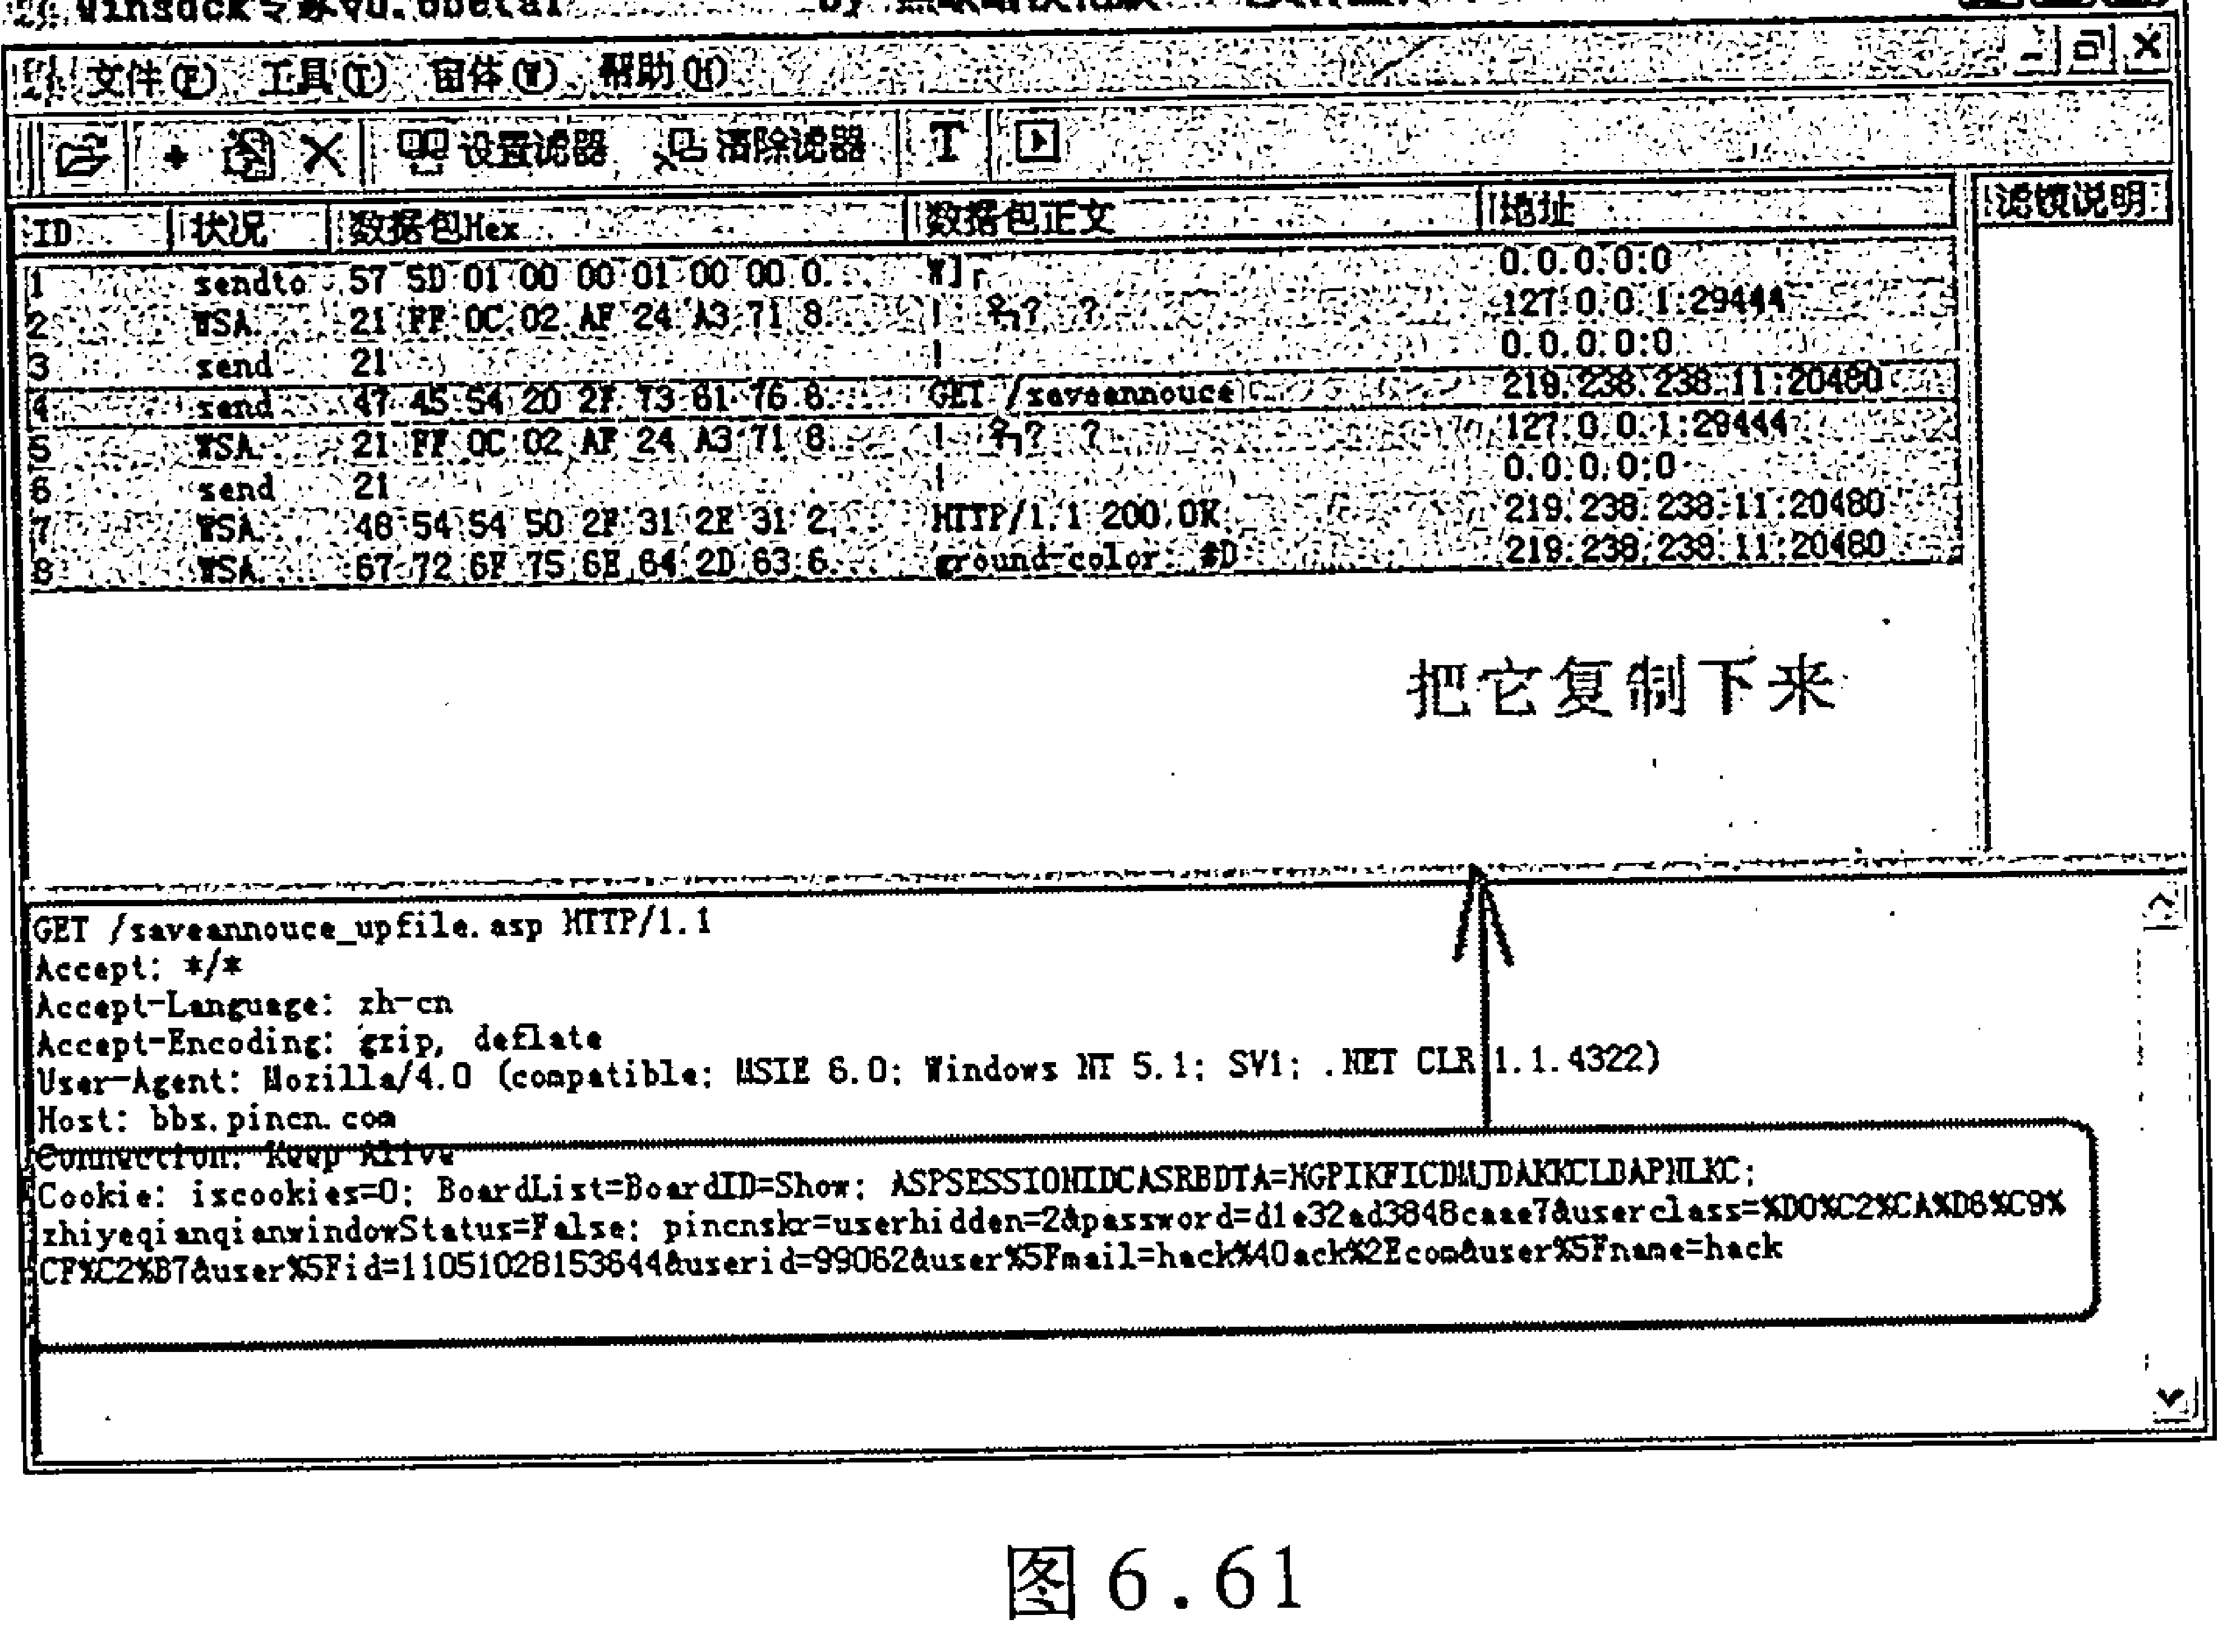 文件(F) 工具(T) 窗体(W) 帮助(H)
设置滤器 清除滤器 T
ID 状况 数据包Hex 数据包正文 地址 滤镜说明
1 sendto 57 5D 01 00 00 01 00 00 0... W] 0.0.0.0:0
2 WSA... 21 FF 0C 02 AF 24 A3 71 8... ! ? ? 127.0.0.1:29444
3 send 21 ! 0.0.0.0:0
4 send 47 45 54 20 2F 73 61 76 6... GET /saveannouce 219.238.238.11:20480
5 WSA... 21 FF 0C 02 AF 24 A3 71 8... ! ? ? 127.0.0.1:29444
6 send 21 ! 0.0.0.0:0
7 WSA... 48 54 54 50 2F 31 2E 31 2... HTTP/1.1 200 OK 219.238.238.11:20480
8 WSA... 67 72 6F 75 6E 64 2D 63 6... ground-color: #D 219.238.238.11:20480
把它复制下来
GET /saveannouce_upfile.asp HTTP/1.1
Accept: */*
Accept-Language: zh-cn
Accept-Encoding: gzip, deflate
User-Agent: Mozilla/4.0 (compatible; MSIE 6.0; Windows NT 5.1; SV1; .NET CLR 1.1.4322)
Host: bbs.pincn.com
Connection: Keep-Alive
Cookie: iscookies=0; BoardList=BoardID=Show; ASPSESSIONIDCASRBDTA=HGPIKFICDMJDAKKCLDAPNLKC;
zhiyeqianqianwindowStatus=False; pincnskr=userhidden=2&password=d1e32ad3848caae7&userclass=%D0%C2%CA%D6%C9%
CF%C2%B7&user%5Fid=11051028153644&userid=99062&user%5Fmail=hack%40ack%2Ecom&user%5Fname=hack
图 6.61